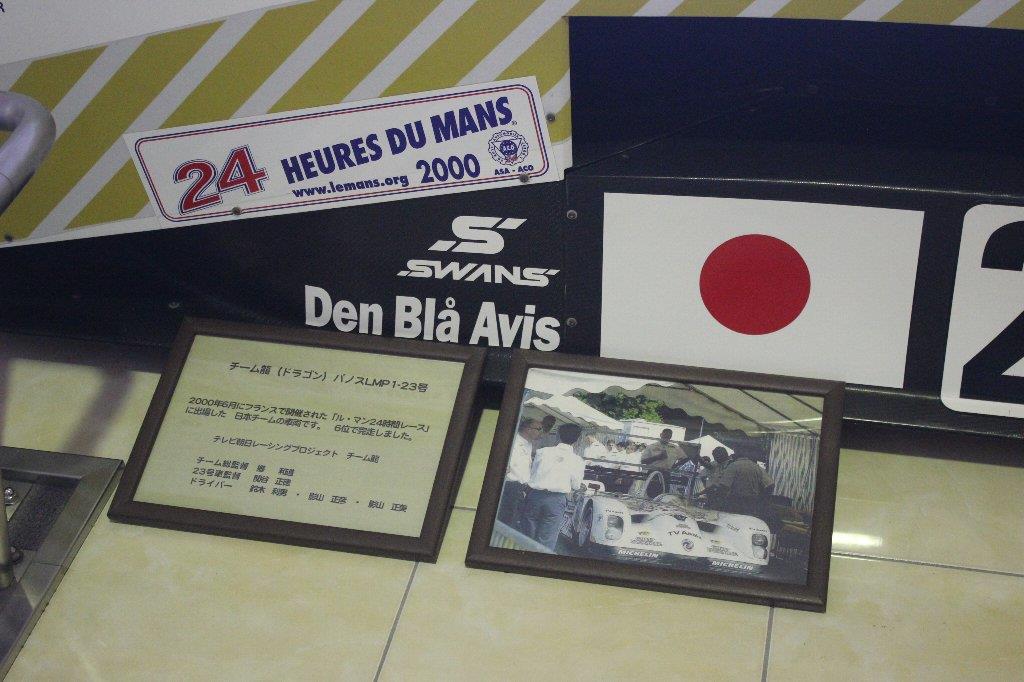 24 HEURES DU MANS
www.lemans.org 2000
ACO
ASA - ACO
S
SWANS
Den Blå Avis
2
チーム龍（ドラゴン）パノスLMP1-23号
2000年6月にフランスで開催された「ル・マン24時間レース」
に出場した 日本チームの車両です。 6位で完走しました。
テレビ朝日レーシングプロジェクト チーム龍
チーム総監督 郷 和道
23号車監督 関谷 正徳
ドライバー 鈴木 利男 ・ 影山 正彦 ・ 影山 正美
TV Asahi
MICHELIN
MICHELIN